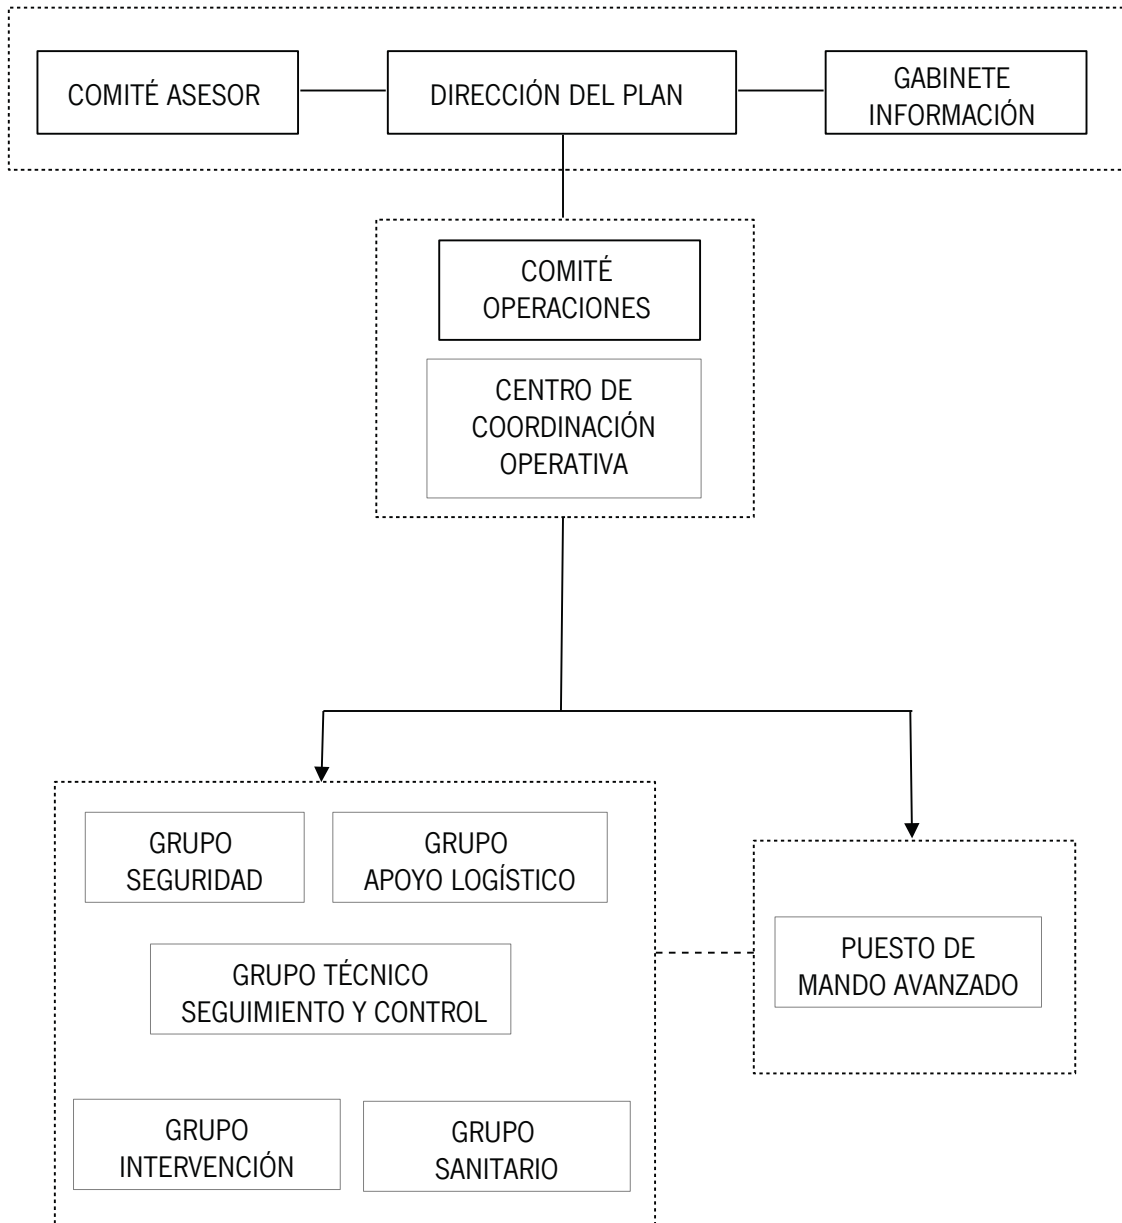 COMITÉ ASESOR
DIRECCIÓN DEL PLAN
GABINETE
INFORMACIÓN
COMITÉ
OPERACIONES
CENTRO DE
COORDINACIÓN
OPERATIVA
GRUPO
SEGURIDAD
GRUPO
APOYO LOGÍSTICO
GRUPO TÉCNICO
SEGUIMIENTO Y CONTROL
PUESTO DE
MANDO AVANZADO
GRUPO
INTERVENCIÓN
GRUPO
SANITARIO